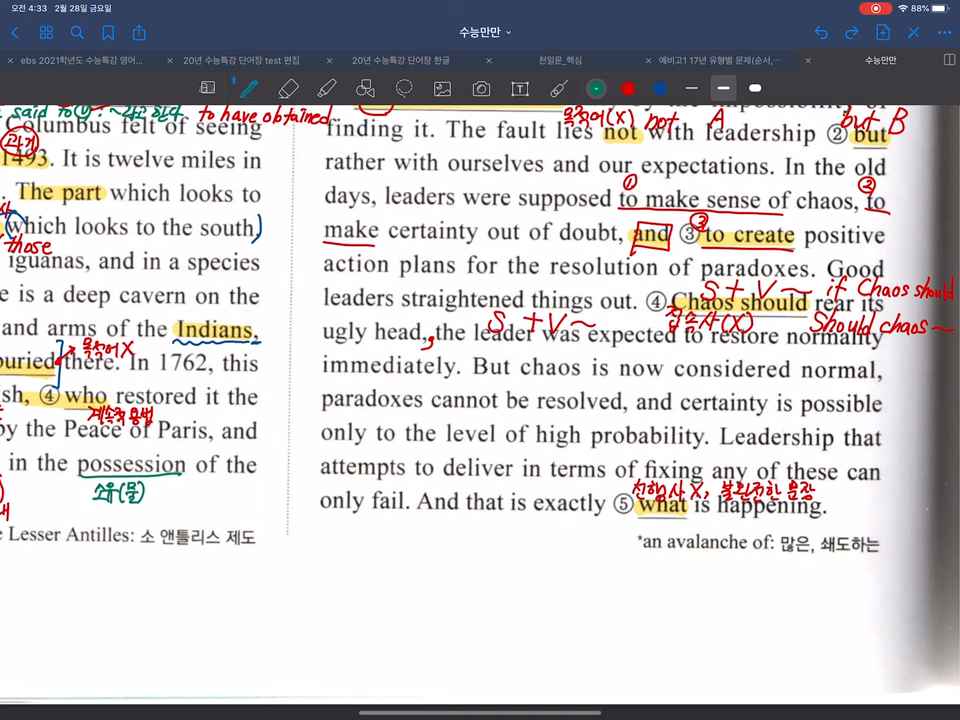 오전 4:33 2월 28일 금요일
88%
수능만만
ebs 2021학년도 수능특강 영어...
20년 수능특강 단어장 test 편집
20년 수능특강 단어장 한글
천일문_핵심
예비고1 17년 유형별 문제(순서,...
수능만만
said to (v) : ~라고 한다
to have obtained
Columbus felt of seeing
과거
1493. It is twelve miles in
The part which looks to
(which looks to the south)
those
iguanas, and in a species
e is a deep cavern on the
and arms of the Indians,
목적어 X
buried there. In 1762, this
sh, ④ who restored it the
계속적 용법
by the Peace of Paris, and
in the possession of the
소유(물)
e Lesser Antilles: 소 앤틸리스 제도
목적어(X) not A but B
finding it. The fault lies not with leadership ② but
rather with ourselves and our expectations. In the old
① ②
days, leaders were supposed to make sense of chaos, to
③
make certainty out of doubt, and ③ to create positive
action plans for the resolution of paradoxes. Good
S + V ~ if Chaos should
leaders straightened things out. ④ Chaos should rear its
S + V ~ 접속사(X) Should chaos ~
ugly head, the leader was expected to restore normality
immediately. But chaos is now considered normal,
paradoxes cannot be resolved, and certainty is possible
only to the level of high probability. Leadership that
attempts to deliver in terms of fixing any of these can
선행사 X, 불완전한 문장
only fail. And that is exactly ⑤ what is happening.
*an avalanche of: 많은, 쇄도하는